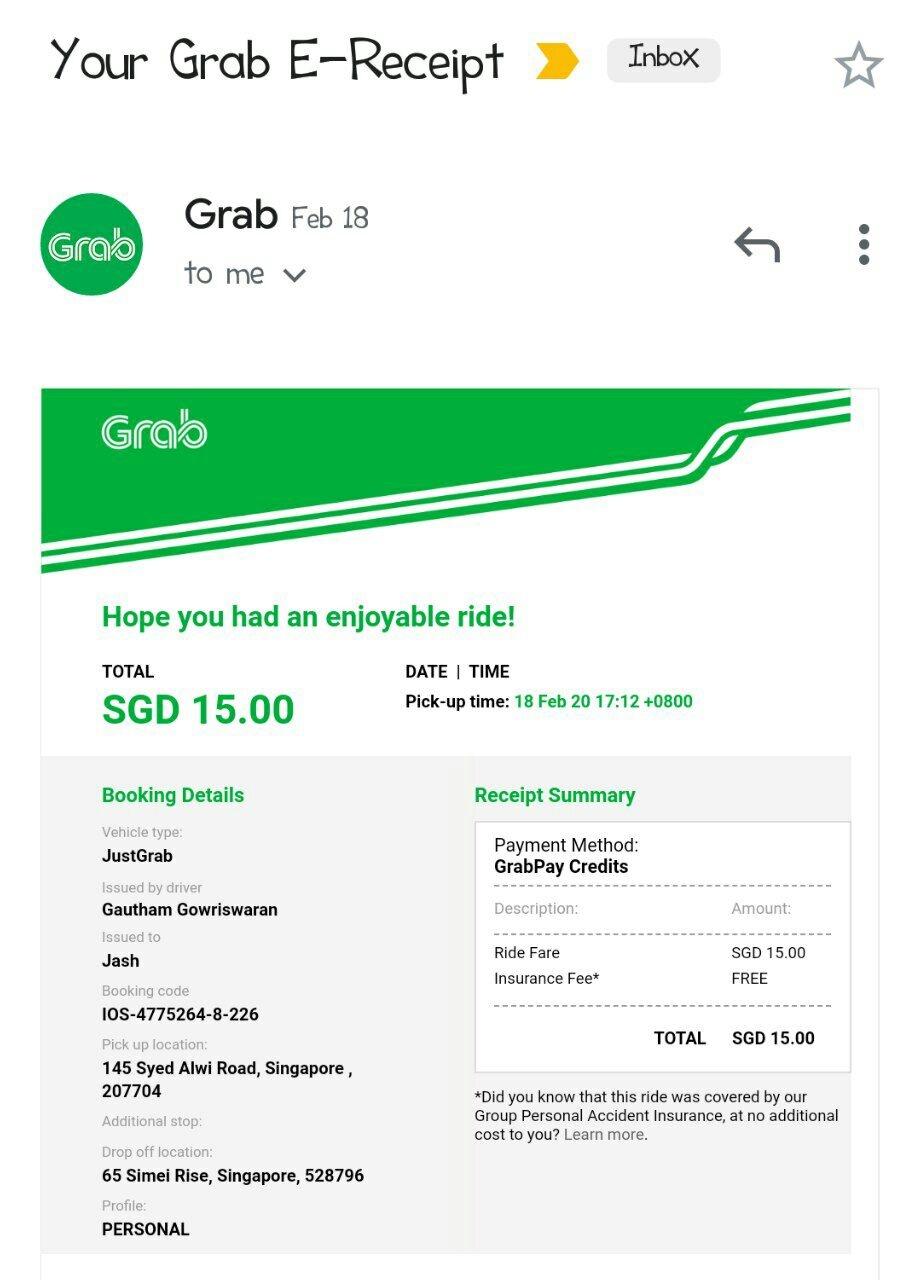 Your Grab E-Receipt Inbox
Grab
Grab Feb 18
to me
Grab
Hope you had an enjoyable ride!
TOTAL
SGD 15.00
DATE | TIME
Pick-up time: 18 Feb 20 17:12 +0800
Booking Details
Vehicle type:
JustGrab
Issued by driver
Gautham Gowriswaran
Issued to
Jash
Booking code
IOS-4775264-8-226
Pick up location:
145 Syed Alwi Road, Singapore ,
207704
Additional stop:
Drop off location:
65 Simei Rise, Singapore, 528796
Profile:
PERSONAL
Receipt Summary
Payment Method:
GrabPay Credits
Description: Amount:
Ride Fare SGD 15.00
Insurance Fee* FREE
TOTAL SGD 15.00
*Did you know that this ride was covered by our
Group Personal Accident Insurance, at no additional
cost to you? Learn more.